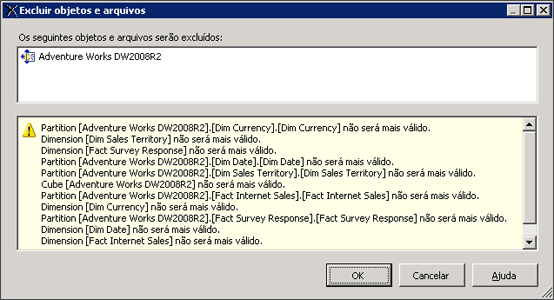 Excluir objetos e arquivos
Os seguintes objetos e arquivos serão excluídos:
Adventure Works DW2008R2
Partition [Adventure Works DW2008R2].[Dim Currency].[Dim Currency] não será mais válido.
Dimension [Dim Sales Territory] não será mais válido.
Dimension [Fact Survey Response] não será mais válido.
Partition [Adventure Works DW2008R2].[Dim Date].[Dim Date] não será mais válido.
Partition [Adventure Works DW2008R2].[Dim Sales Territory].[Dim Sales Territory] não será mais válido.
Cube [Adventure Works DW2008R2] não será mais válido.
Partition [Adventure Works DW2008R2].[Fact Internet Sales].[Fact Internet Sales] não será mais válido.
Dimension [Dim Currency] não será mais válido.
Partition [Adventure Works DW2008R2].[Fact Survey Response].[Fact Survey Response] não será mais válido.
Dimension [Dim Date] não será mais válido.
Dimension [Fact Internet Sales] não será mais válido.
OK
Cancelar
Ajuda